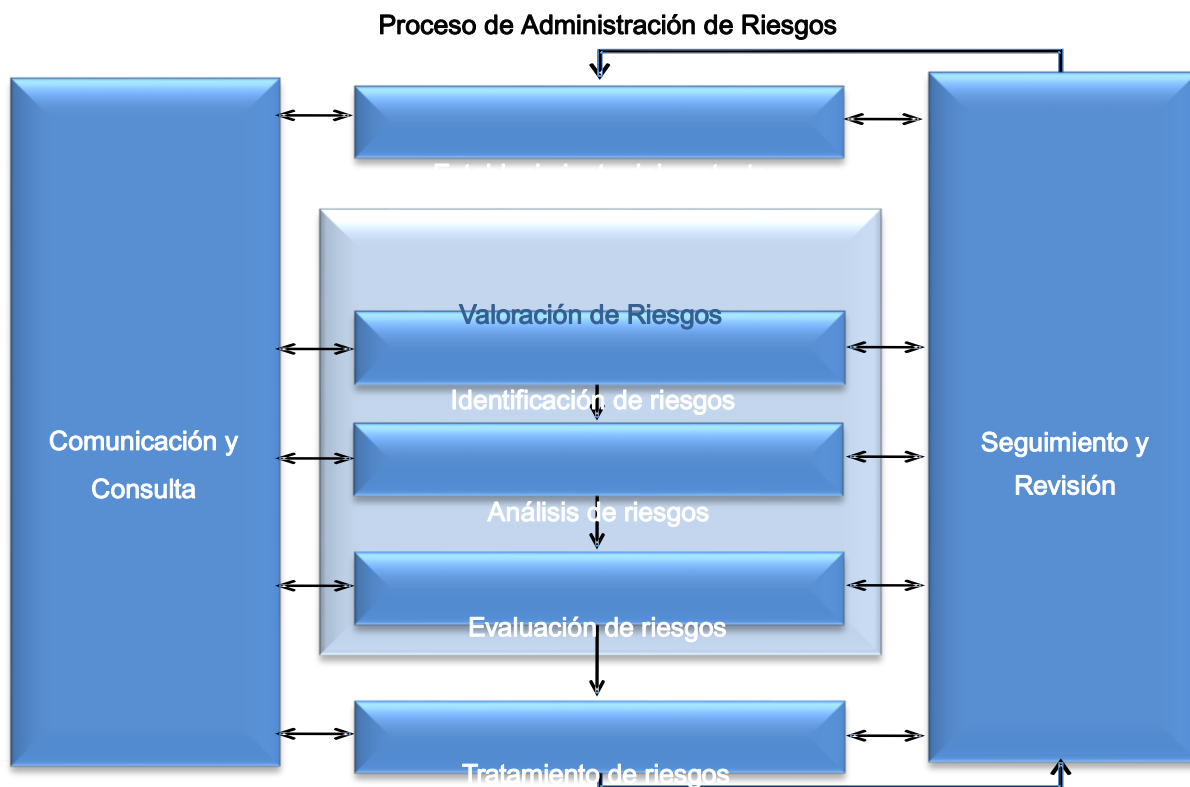 Proceso de Administración de Riesgos
Valoración de Riesgos
Identificación de riesgos
Comunicación y
Consulta
Análisis de riesgos
Seguimiento y
Revisión
Evaluación de riesgos
Tratamiento de riesgos